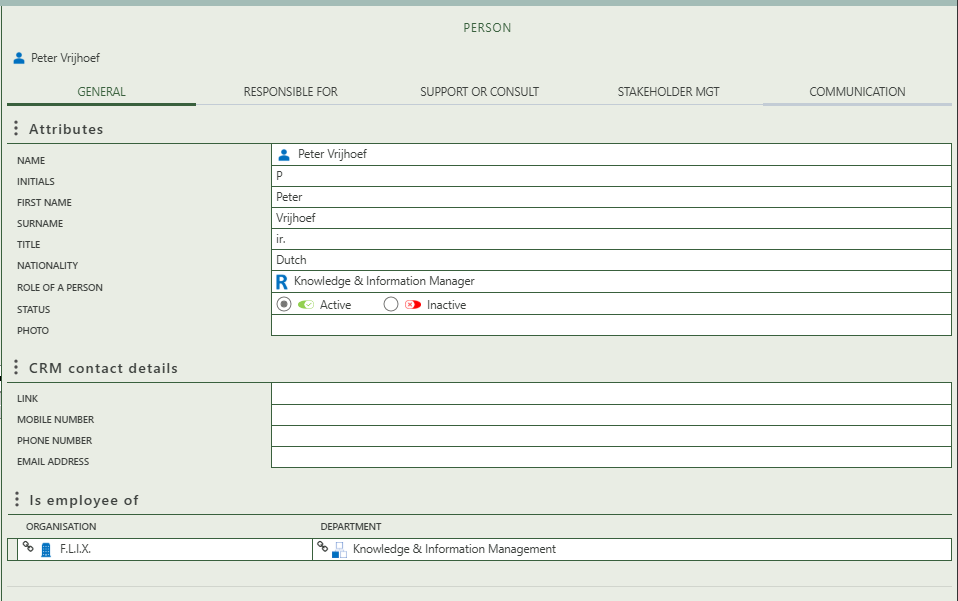 PERSON
Peter Vrijhoef
GENERAL RESPONSIBLE FOR SUPPORT OR CONSULT STAKEHOLDER MGT COMMUNICATION
Attributes
NAME Peter Vrijhoef
INITIALS P
FIRST NAME Peter
SURNAME Vrijhoef
TITLE ir.
NATIONALITY Dutch
ROLE OF A PERSON R Knowledge & Information Manager
STATUS Active Inactive
PHOTO
CRM contact details
LINK
MOBILE NUMBER
PHONE NUMBER
EMAIL ADDRESS
Is employee of
ORGANISATION DEPARTMENT
F.L.I.X. Knowledge & Information Management